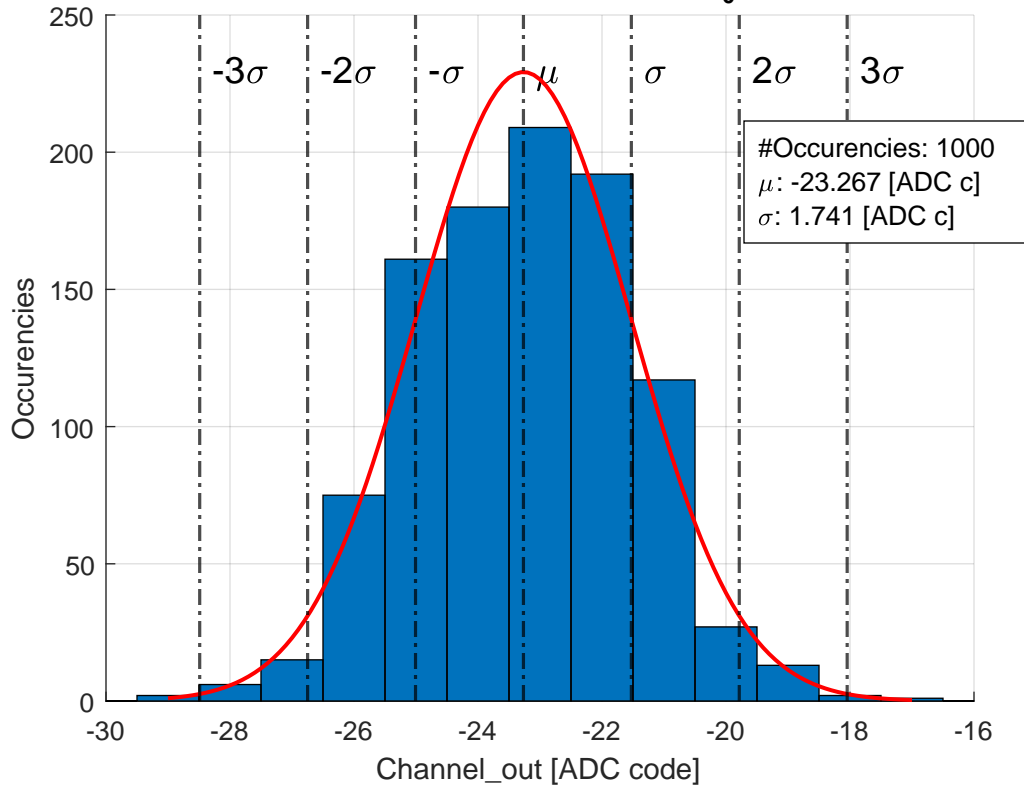 250
200
150
100
50
0
-3σ -2σ -σ μ σ 2σ 3σ
#Occurencies: 1000
μ: -23.267 [ADC c]
σ: 1.741 [ADC c]
Occurencies
-30 -28 -26 -24 -22 -20 -18 -16
Channel_out [ADC code]